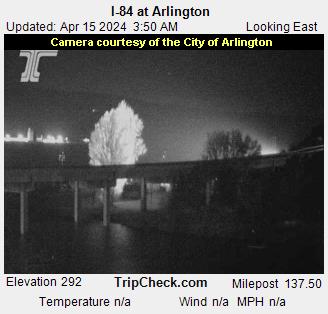 I-84 at Arlington
Updated: Apr 15 2024  3:50 AM Looking East
Camera courtesy of the City of Arlington
Elevation 292 TripCheck.com Milepost 137.50
Temperature n/a Wind n/a MPH n/a